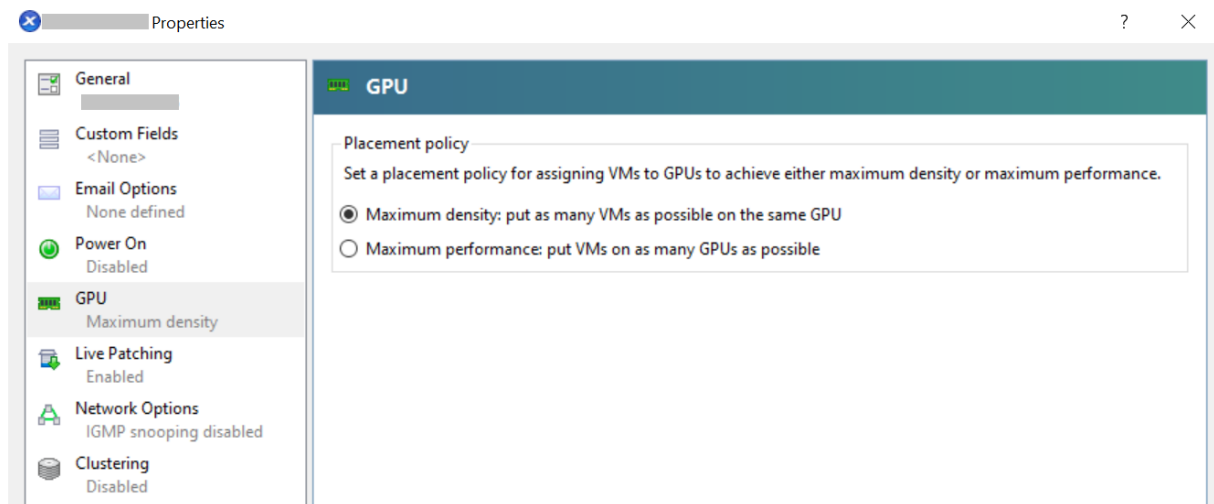 Properties
?
General
Custom Fields
<None>
Email Options
None defined
Power On
Disabled
GPU
Maximum density
Live Patching
Enabled
Network Options
IGMP snooping disabled
Clustering
Disabled
GPU
Placement policy
Set a placement policy for assigning VMs to GPUs to achieve either maximum density or maximum performance.
Maximum density: put as many VMs as possible on the same GPU
Maximum performance: put VMs on as many GPUs as possible